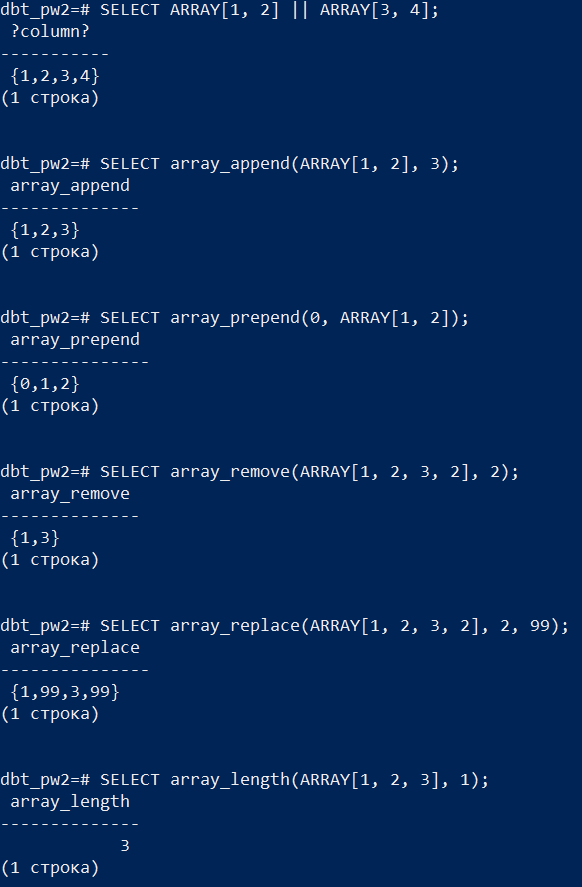 dbt_pw2=# SELECT ARRAY[1, 2] || ARRAY[3, 4];
 ?column?
-----------
 {1,2,3,4}
(1 строка)
dbt_pw2=# SELECT array_append(ARRAY[1, 2], 3);
 array_append
--------------
 {1,2,3}
(1 строка)
dbt_pw2=# SELECT array_prepend(0, ARRAY[1, 2]);
 array_prepend
---------------
 {0,1,2}
(1 строка)
dbt_pw2=# SELECT array_remove(ARRAY[1, 2, 3, 2], 2);
 array_remove
--------------
 {1,3}
(1 строка)
dbt_pw2=# SELECT array_replace(ARRAY[1, 2, 3, 2], 2, 99);
 array_replace
---------------
 {1,99,3,99}
(1 строка)
dbt_pw2=# SELECT array_length(ARRAY[1, 2, 3], 1);
 array_length
--------------
            3
(1 строка)